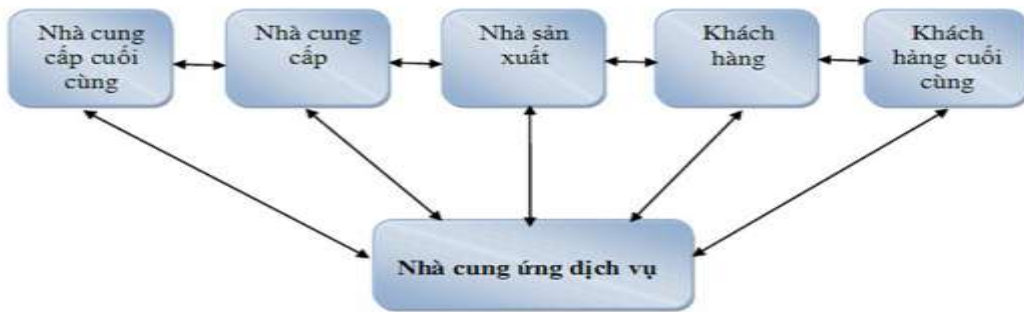 Nhà cung
cấp cuối
cùng
Nhà cung
cấp
Nhà sản
xuất
Khách
hàng
Khách
hàng cuối
cùng
Nhà cung ứng dịch vụ